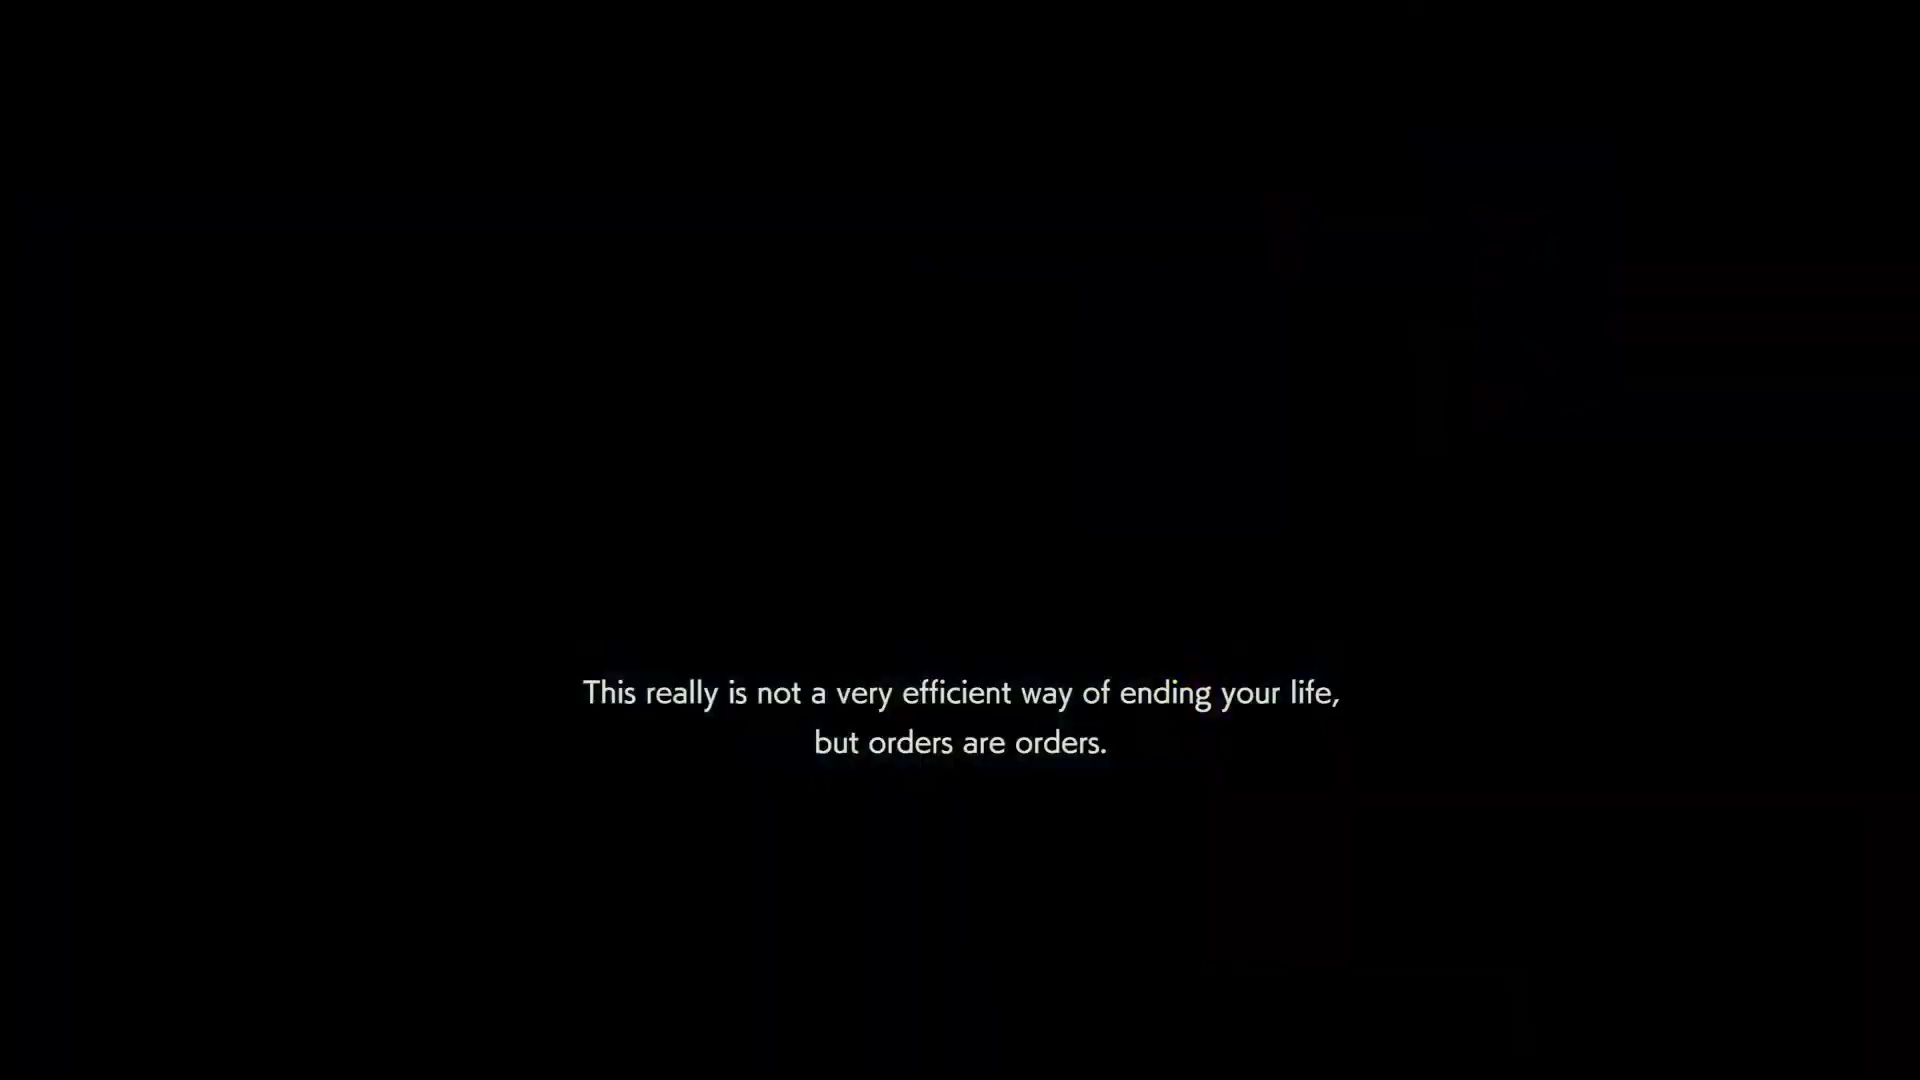 This really is not a very efficient way of ending your life,
but orders are orders.